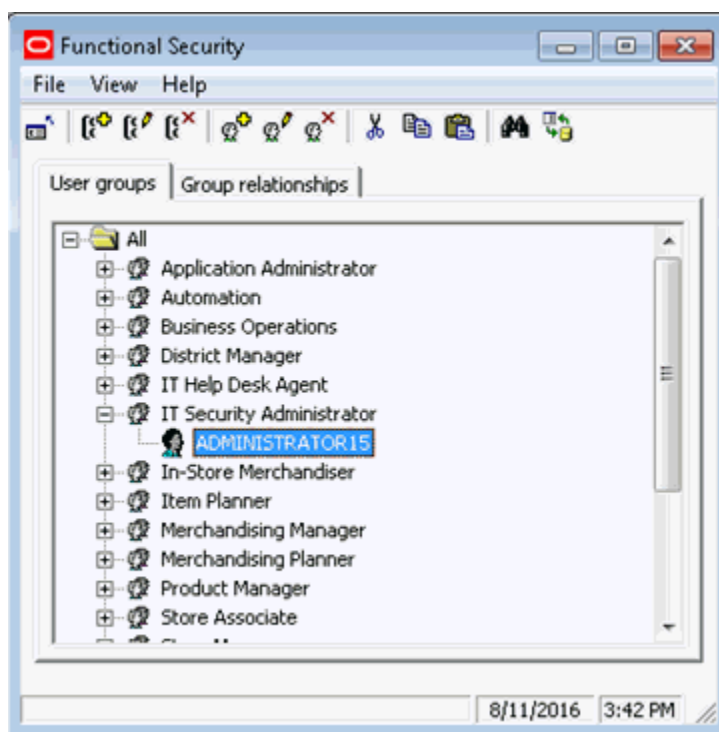 Functional Security
File View Help
User groups Group relationships
All
Application Administrator
Automation
Business Operations
District Manager
IT Help Desk Agent
IT Security Administrator
ADMINISTRATOR15
In-Store Merchandiser
Item Planner
Merchandising Manager
Merchandising Planner
Product Manager
Store Associate
8/11/2016 3:42 PM